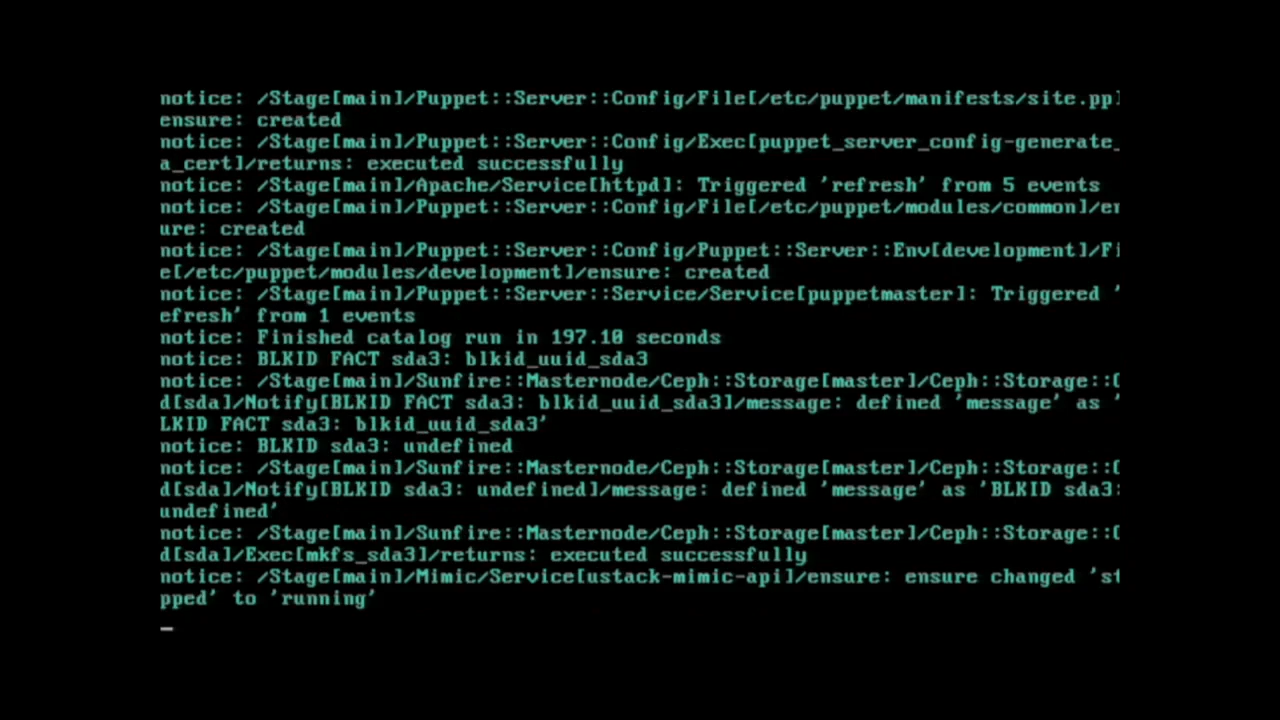 notice: /Stage[main]/Puppet::Server::Config/File[/etc/puppet/manifests/site.pp]
ensure: created
notice: /Stage[main]/Puppet::Server::Config/Exec[puppet_server_config-generate_
a_cert]/returns: executed successfully
notice: /Stage[main]/Apache/Service[httpd]: Triggered 'refresh' from 5 events
notice: /Stage[main]/Puppet::Server::Config/File[/etc/puppet/modules/common]/en
ure: created
notice: /Stage[main]/Puppet::Server::Config/Puppet::Server::Env[development]/Fi
e[/etc/puppet/modules/development]/ensure: created
notice: /Stage[main]/Puppet::Server::Service/Service[puppetmaster]: Triggered '
efresh' from 1 events
notice: Finished catalog run in 197.10 seconds
notice: BLKID FACT sda3: blkid_uuid_sda3
notice: /Stage[main]/Sunfire::Masternode/Ceph::Storage[master]/Ceph::Storage::
d[sda]/Notify[BLKID FACT sda3: blkid_uuid_sda3]/message: defined 'message' as '
LKID FACT sda3: blkid_uuid_sda3'
notice: BLKID sda3: undefined
notice: /Stage[main]/Sunfire::Masternode/Ceph::Storage[master]/Ceph::Storage::
d[sda]/Notify[BLKID sda3: undefined]/message: defined 'message' as 'BLKID sda3:
undefined'
notice: /Stage[main]/Sunfire::Masternode/Ceph::Storage[master]/Ceph::Storage::
d[sda]/Exec[mkfs_sda3]/returns: executed successfully
notice: /Stage[main]/Mimic/Service[ustack-mimic-api]/ensure: ensure changed 'st
pped' to 'running'